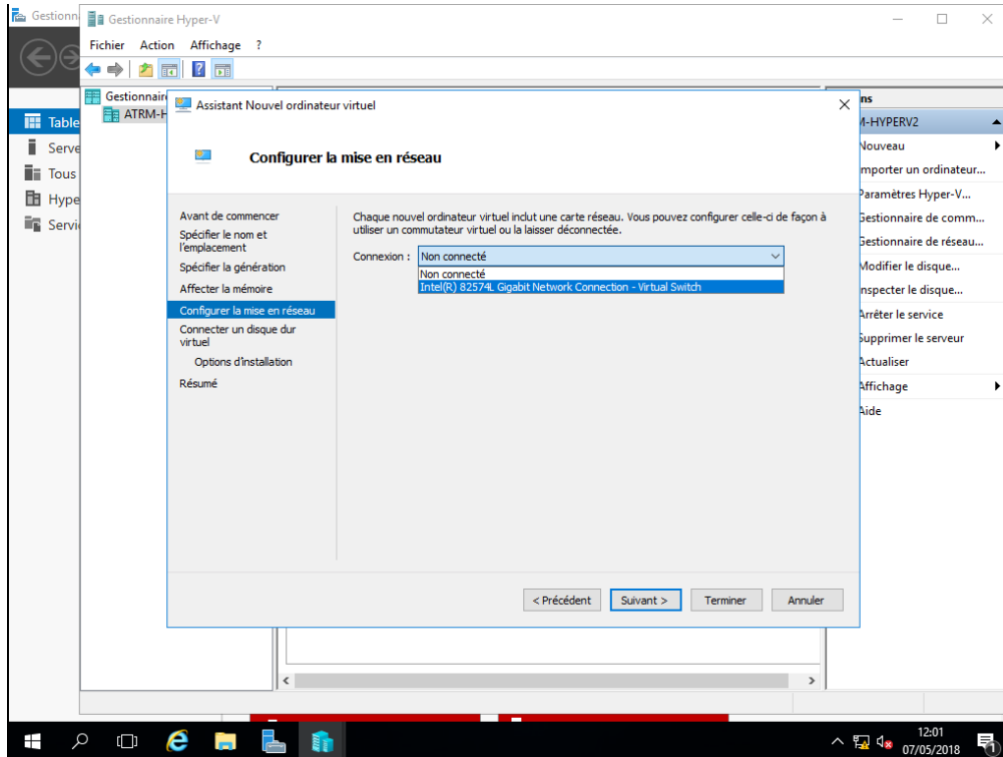 Gestionn
Gestionnaire Hyper-V
Fichier Action Affichage ?
Gestionnair
ATRM-H
Table
Serve
Tous
Hype
Servi
Assistant Nouvel ordinateur virtuel
Configurer la mise en réseau
Avant de commencer
Spécifier le nom et
l'emplacement
Spécifier la génération
Affecter la mémoire
Configurer la mise en réseau
Connecter un disque dur
virtuel
Options d'installation
Résumé
Chaque nouvel ordinateur virtuel inclut une carte réseau. Vous pouvez configurer celle-ci de façon à
utiliser un commutateur virtuel ou la laisser déconnectée.
Connexion : Non connecté
Non connecté
Intel(R) 82574L Gigabit Network Connection - Virtual Switch
< Précédent Suivant > Terminer Annuler
ns
M-HYPERV2
Nouveau
mporter un ordinateur...
Paramètres Hyper-V...
Gestionnaire de comm...
Gestionnaire de réseau...
Modifier le disque...
nspecter le disque...
Arrêter le service
Supprimer le serveur
Actualiser
Affichage
Aide
12:01
07/05/2018
1